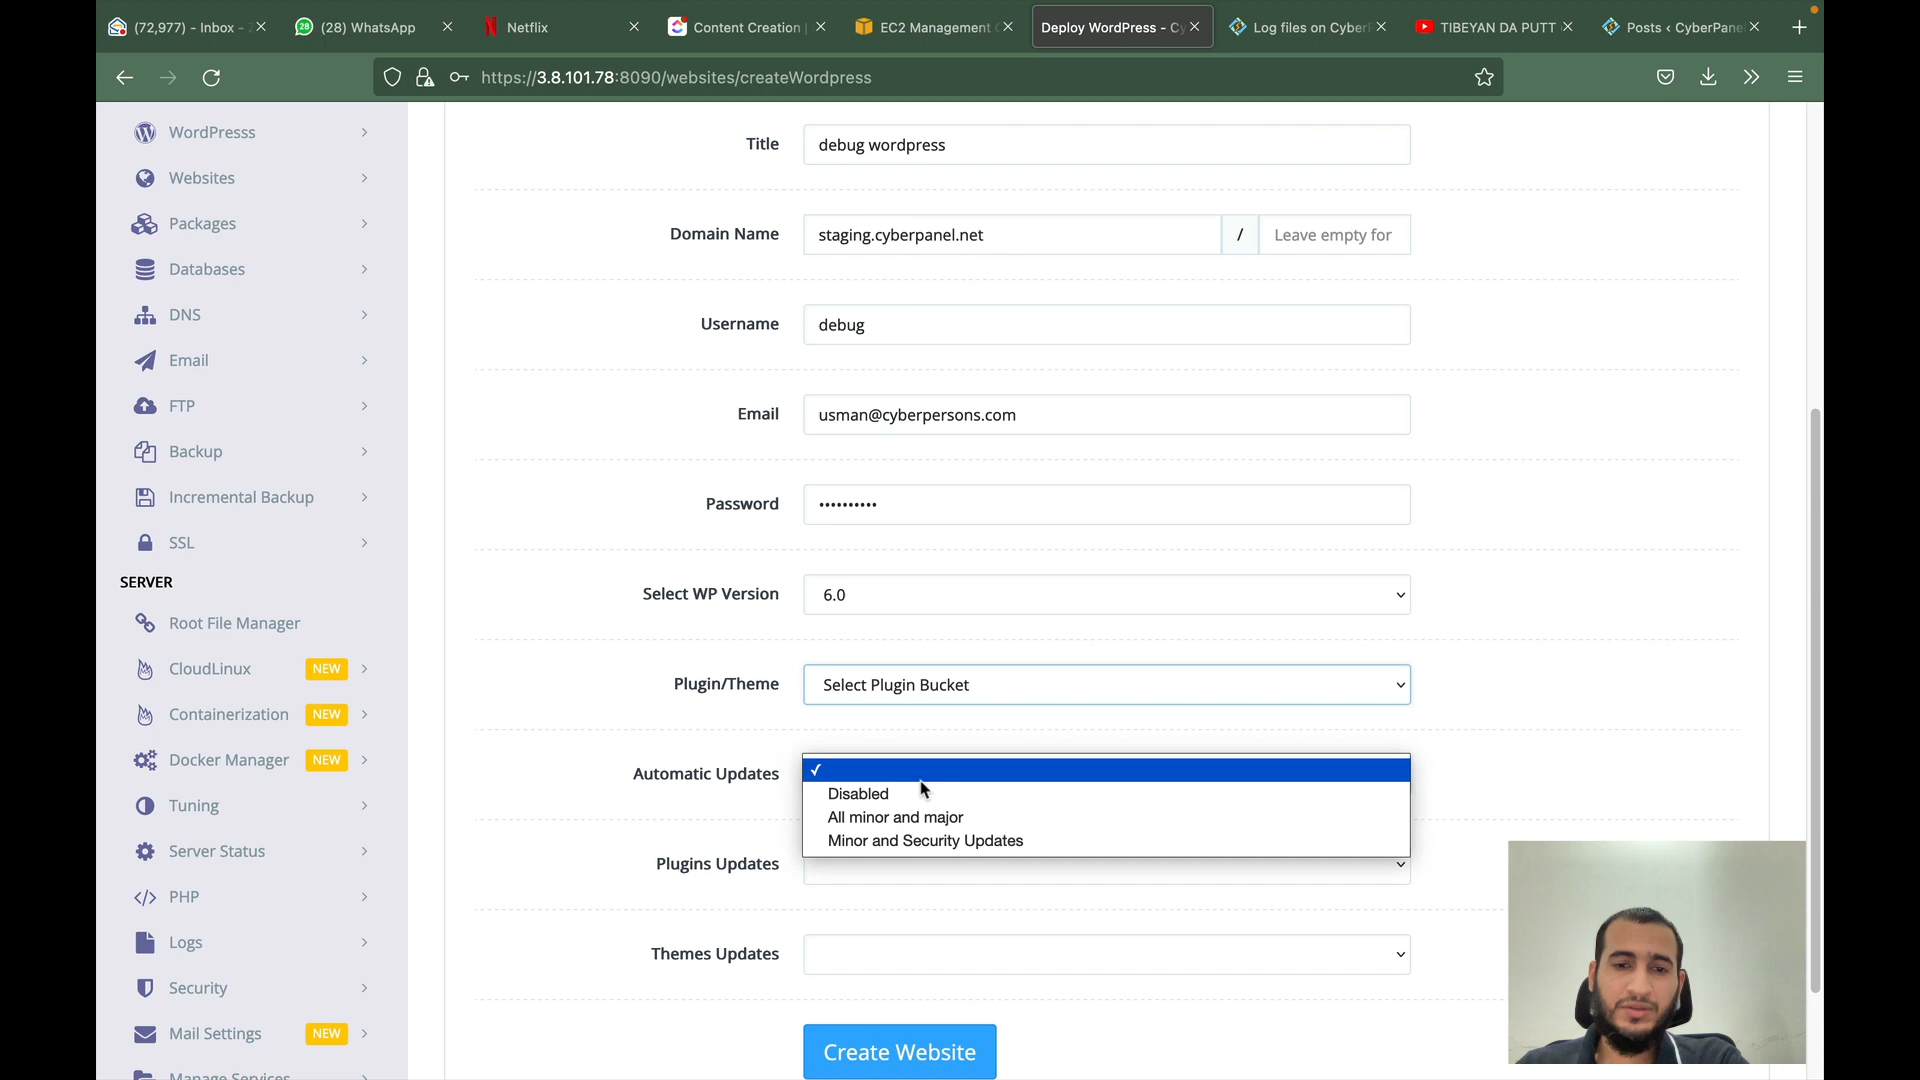 (72,977) - Inbox -
(28) WhatsApp
Netflix
Content Creation |
EC2 Management
Deploy WordPress - Cy
Log files on Cyber
TIBEYAN DA PUTT
Posts ‹ CyberPane
https://3.8.101.78:8090/websites/createWordpress
WordPresss
Websites
Packages
Databases
DNS
Email
FTP
Backup
Incremental Backup
SSL
SERVER
Root File Manager
CloudLinux NEW
Containerization NEW
Docker Manager NEW
Tuning
Server Status
PHP
Logs
Security
Mail Settings NEW
Manage Services
Title debug wordpress
Domain Name staging.cyberpanel.net / Leave empty for
Username debug
Email usman@cyberpersons.com
Password ••••••••••
Select WP Version 6.0
Plugin/Theme Select Plugin Bucket
Automatic Updates
Disabled
All minor and major
Minor and Security Updates
Plugins Updates
Themes Updates
Create Website